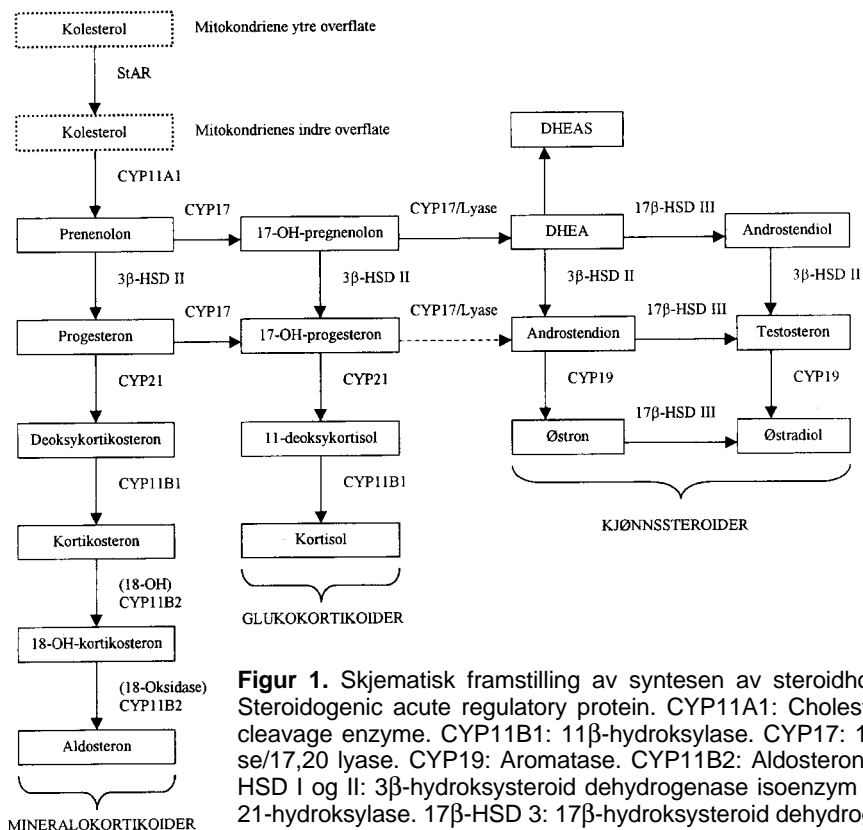 Kolesterol Mitokondriene ytre overflate
StAR
Kolesterol Mitokondrienes indre overflate
DHEAS
CYP11A1
CYP17 CYP17/Lyase 17β-HSD III
Prenenolon 17-OH-pregnenolon DHEA Androstendiol
3β-HSD II 3β-HSD II 3β-HSD II 3β-HSD II
CYP17 CYP17/Lyase 17β-HSD III
Progesteron 17-OH-progesteron Androstendion Testosteron
CYP21 CYP21 CYP19 CYP19
17β-HSD III
Deoksykortikosteron 11-deoksykortisol Østron Østradiol
CYP11B1 CYP11B1
KJØNNSSTEROIDER
Kortikosteron Kortisol
(18-OH)
CYP11B2
GLUKOKORTIKOIDER
18-OH-kortikosteron
(18-Oksidase)
CYP11B2
Aldosteron
MINERALOKORTIKOIDER
Figur 1. Skjematisk framstilling av syntesen av steroidho
Steroidogenic acute regulatory protein. CYP11A1: Cholest
cleavage enzyme. CYP11B1: 11β-hydroksylase. CYP17: 1
se/17,20 lyase. CYP19: Aromatase. CYP11B2: Aldosteron
HSD I og II: 3β-hydroksysteroid dehydrogenase isoenzym
21-hydroksylase. 17β-HSD 3: 17β-hydroksysteroid dehydro